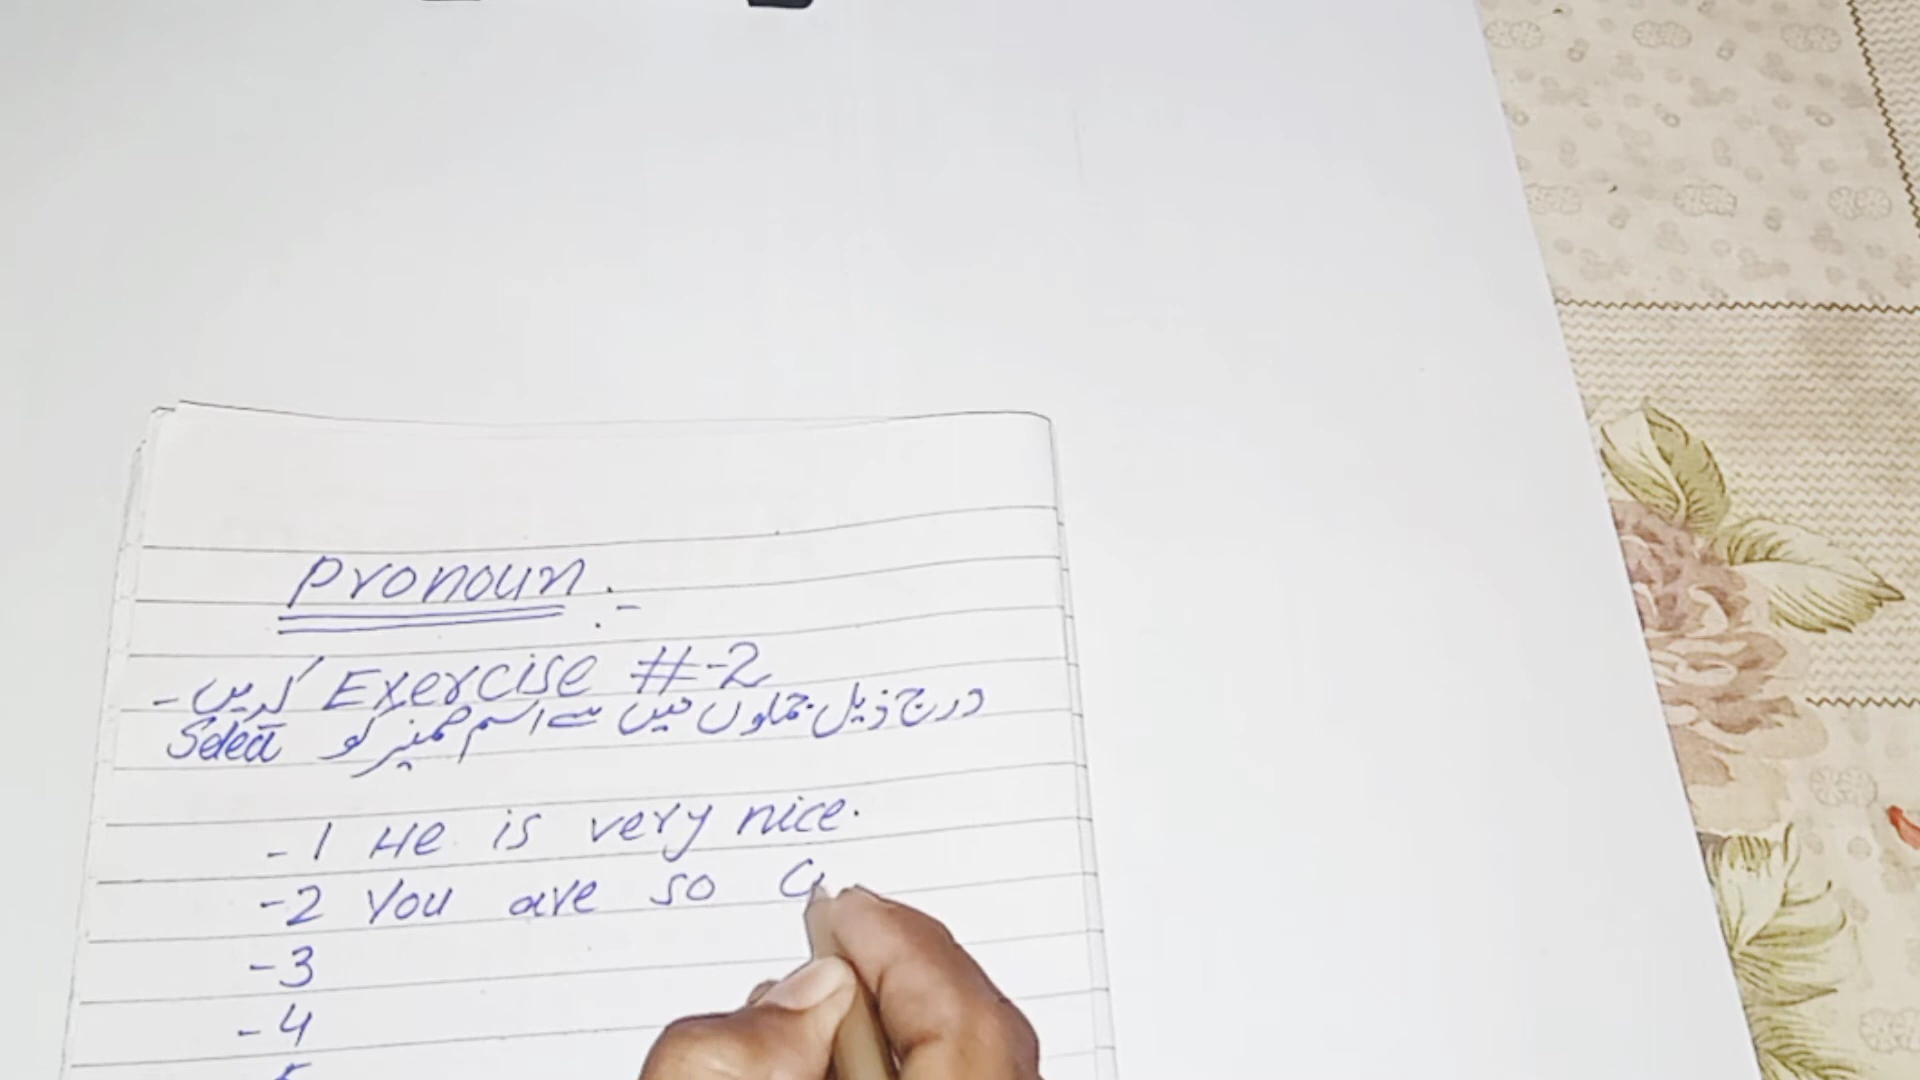 Pronoun :-
Exercise #-2
درج ذیل جملوں میں سے اسم ضمیر کو Select کریں -
-1 He is very nice.
-2 You are so
-3
-4